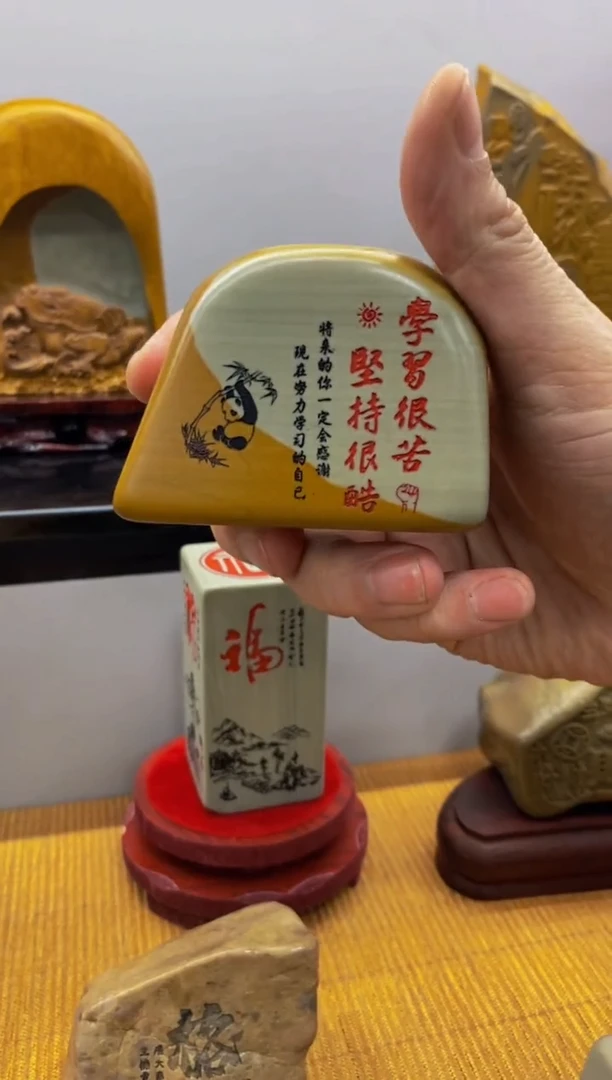 學習很苦
堅持很酷
将来的你一定会感谢
现在努力学习的自己
福
格